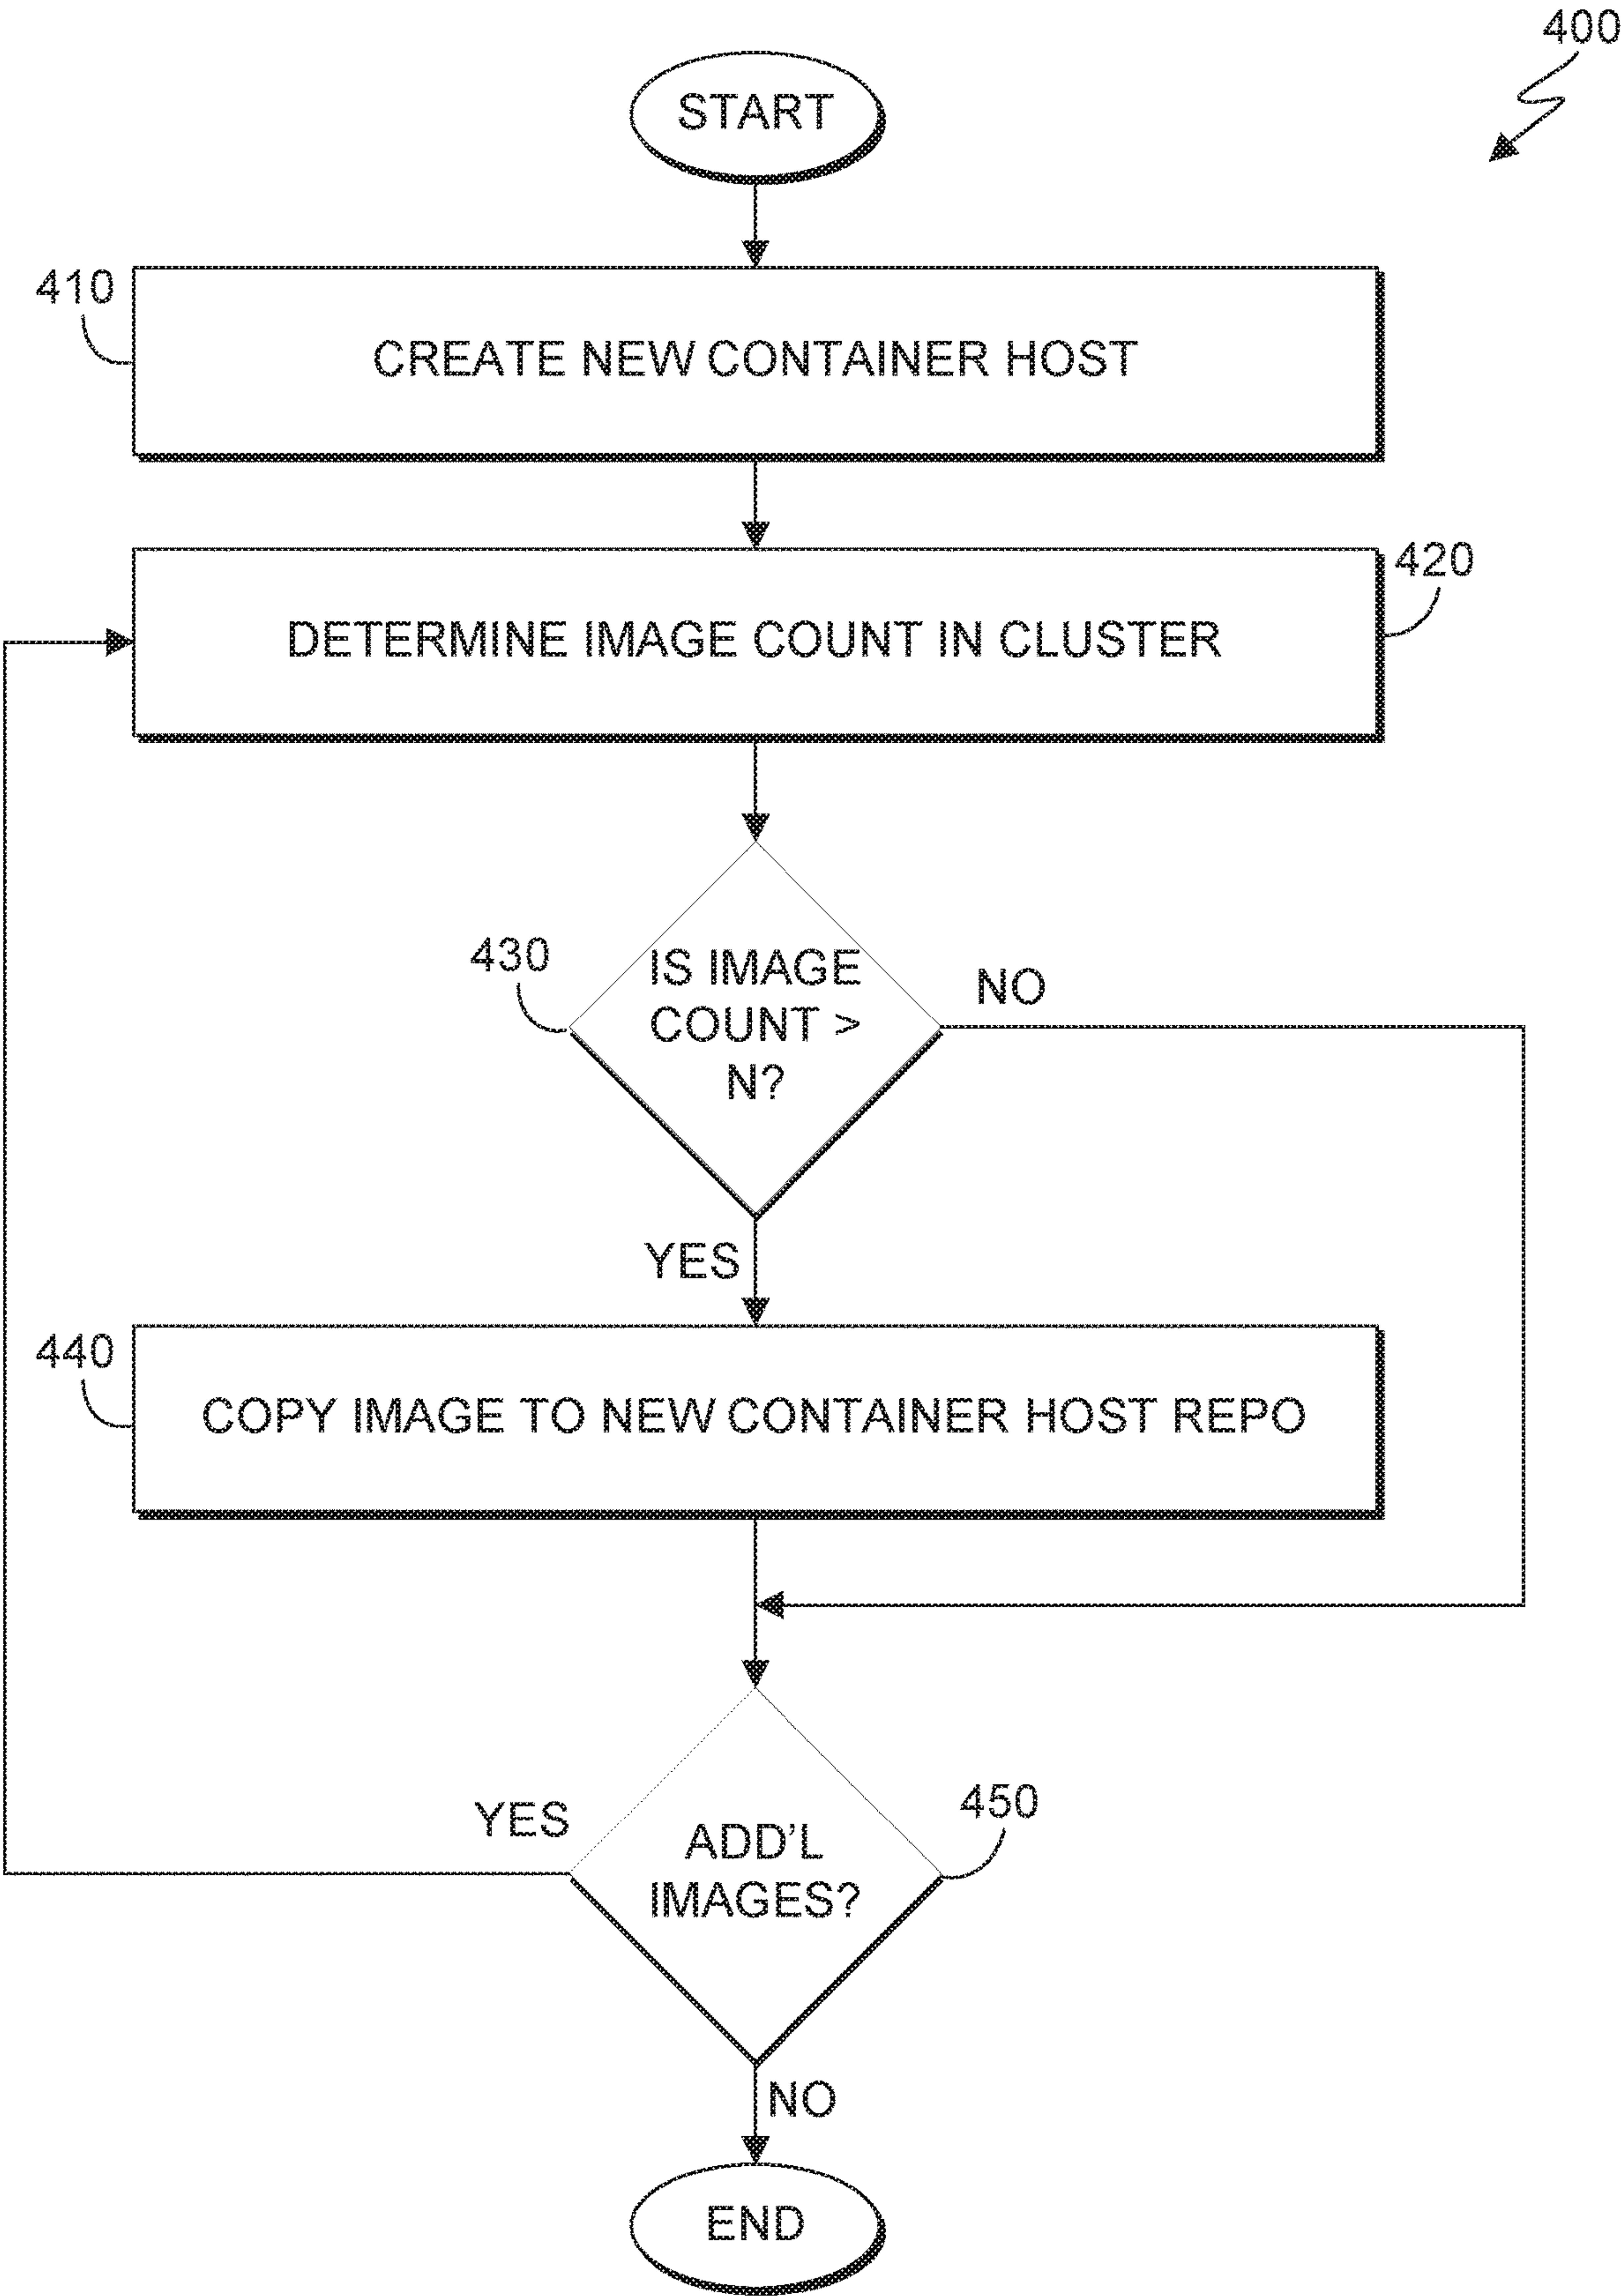 400
START
410
CREATE NEW CONTAINER HOST
420
DETERMINE IMAGE COUNT IN CLUSTER
430
IS IMAGE
COUNT >
N?
NO
YES
440
COPY IMAGE TO NEW CONTAINER HOST REPO
YES
450
ADD'L
IMAGES?
NO
END